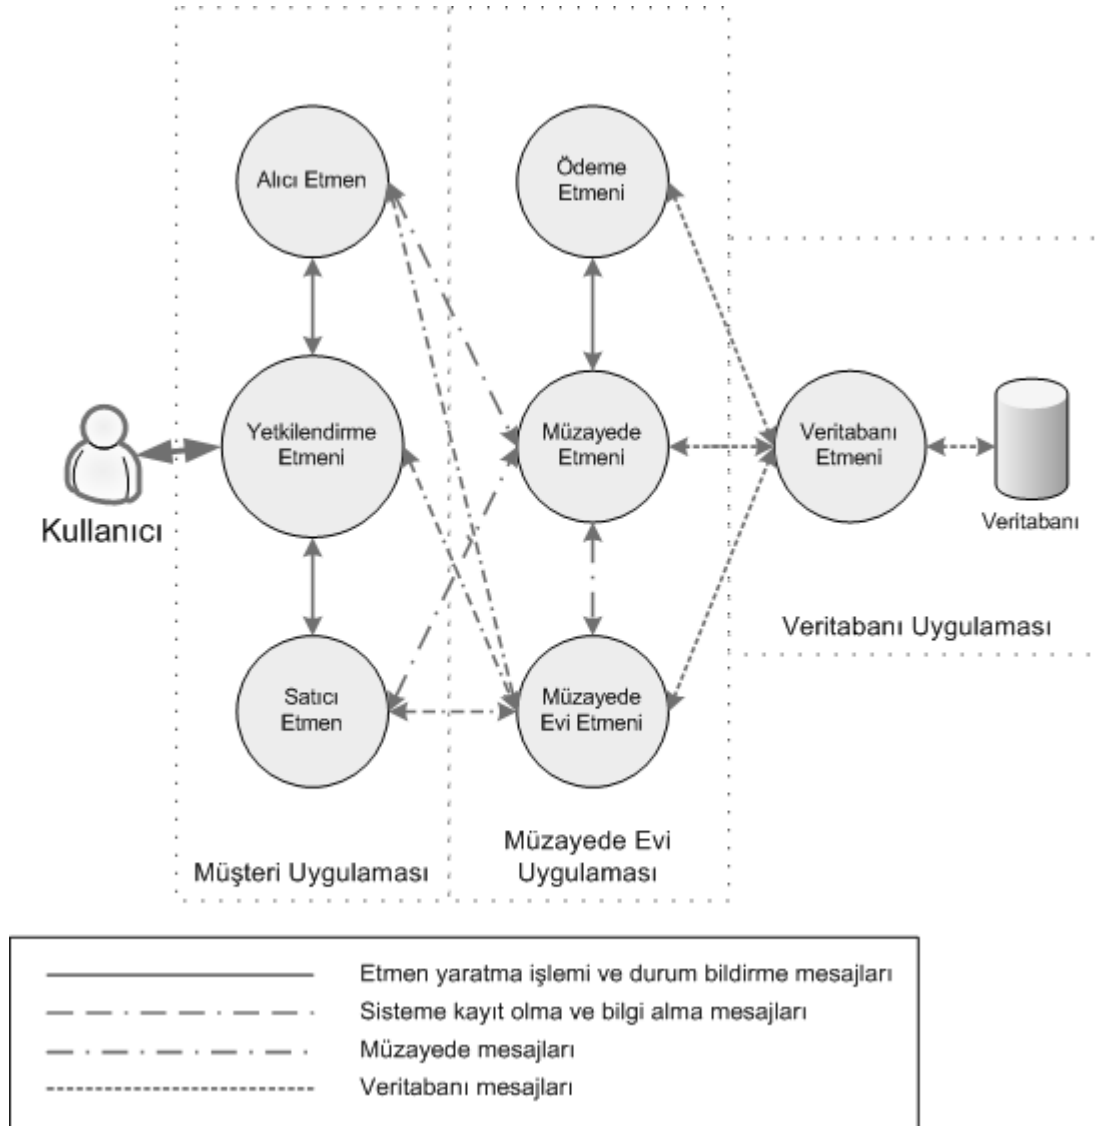 Alıcı Etmen
Ödeme
Etmeni
Yetkilendirme
Etmeni
Müzayede
Etmeni
Veritabanı
Etmeni
Kullanıcı
Veritabanı
Satıcı
Etmen
Müzayede
Evi Etmeni
Veritabanı Uygulaması
Müşteri Uygulaması
Müzayede Evi
Uygulaması
Etmen yaratma işlemi ve durum bildirme mesajları
Sisteme kayıt olma ve bilgi alma mesajları
Müzayede mesajları
Veritabanı mesajları